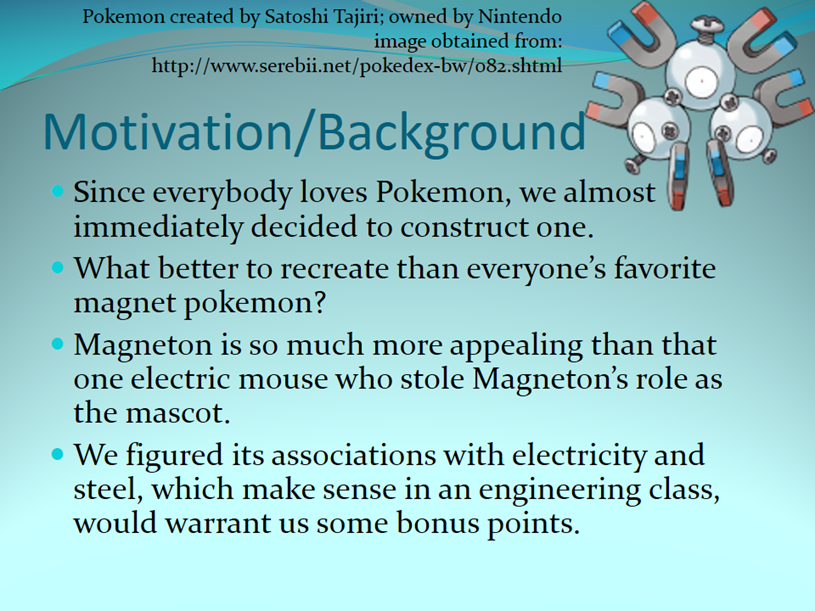 Pokemon created by Satoshi Tajiri; owned by Nintendo
image obtained from:
http://www.serebii.net/pokedex-bw/082.shtml
Motivation/Background
Since everybody loves Pokemon, we almost
immediately decided to construct one.
What better to recreate than everyone’s favorite
magnet pokemon?
Magneton is so much more appealing than that
one electric mouse who stole Magneton’s role as
the mascot.
We figured its associations with electricity and
steel, which make sense in an engineering class,
would warrant us some bonus points.